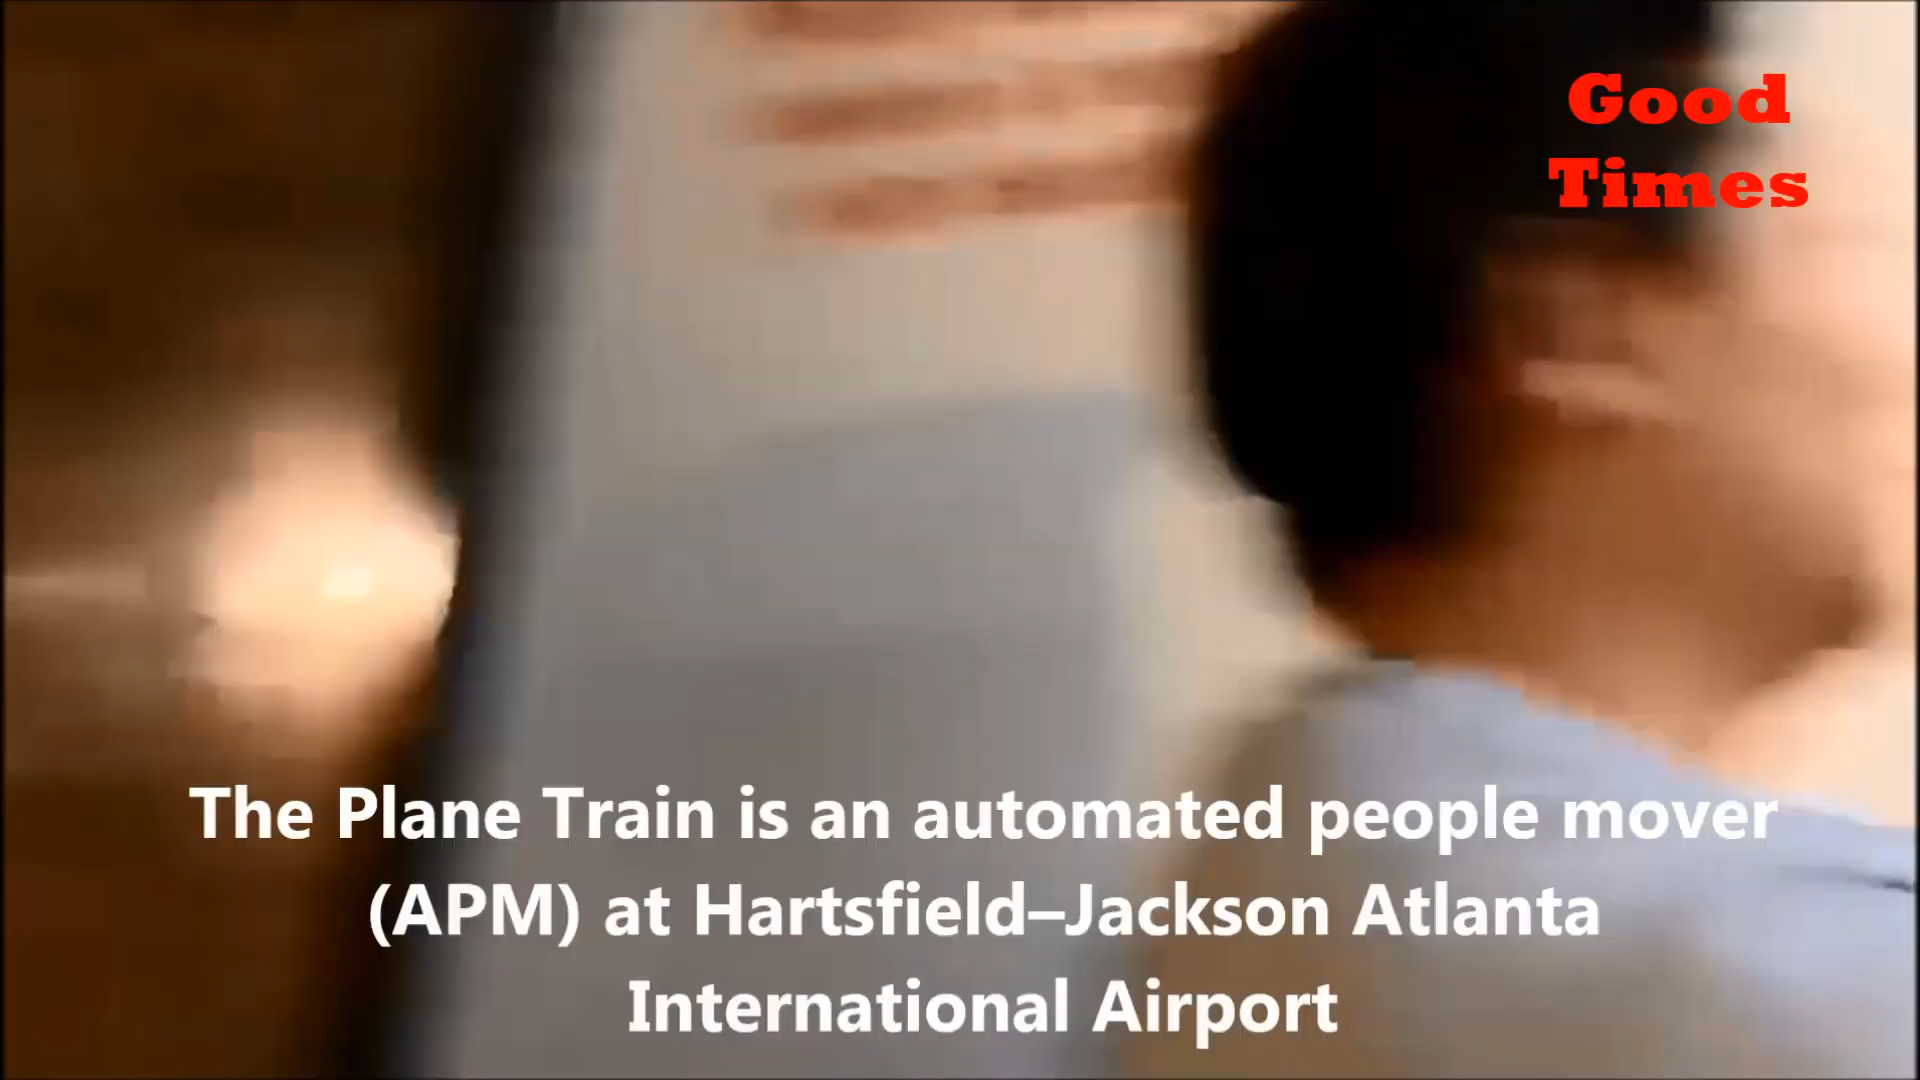 Good
Times
The Plane Train is an automated people mover
(APM) at Hartsfield–Jackson Atlanta
International Airport